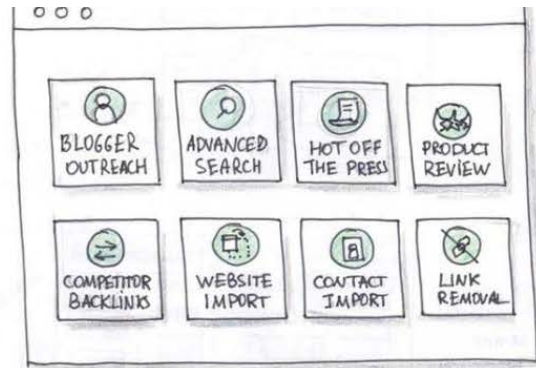 BLOGGER
OUTREACH
ADVANCED
SEARCH
HOT OFF
THE PRESS
PRODUCT
REVIEW
COMPETITOR
BACKLINKS
WEBSITE
IMPORT
CONTACT
IMPORT
LINK
REMOVAL